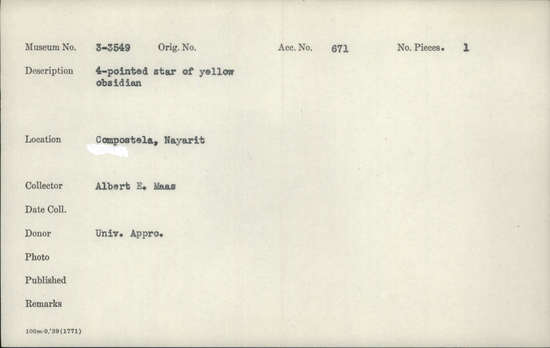 Museum No. 3-3549 Orig. No. Acc. No. 671 No. Pieces. 1
Description 4-pointed star of yellow
obsidian
Location Compostela, Nayarit
Collector Albert E. Maas
Date Coll.
Donor Univ. Appro.
Photo
Published
Remarks
100m-9,'39(1771)